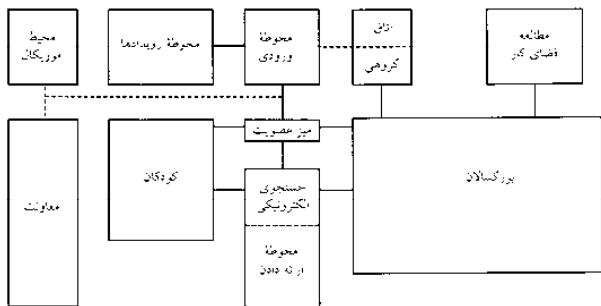 محیط
موزیکال
محوطهٔ رویدادها
محوطهٔ
ورودی
اتاق
گروهی
مطالعه
فضای کار
میز عضویت
معاونت
کودکان
جستجوی
الکترونیکی
محوطهٔ
ارائه دادن
بزرگسالان